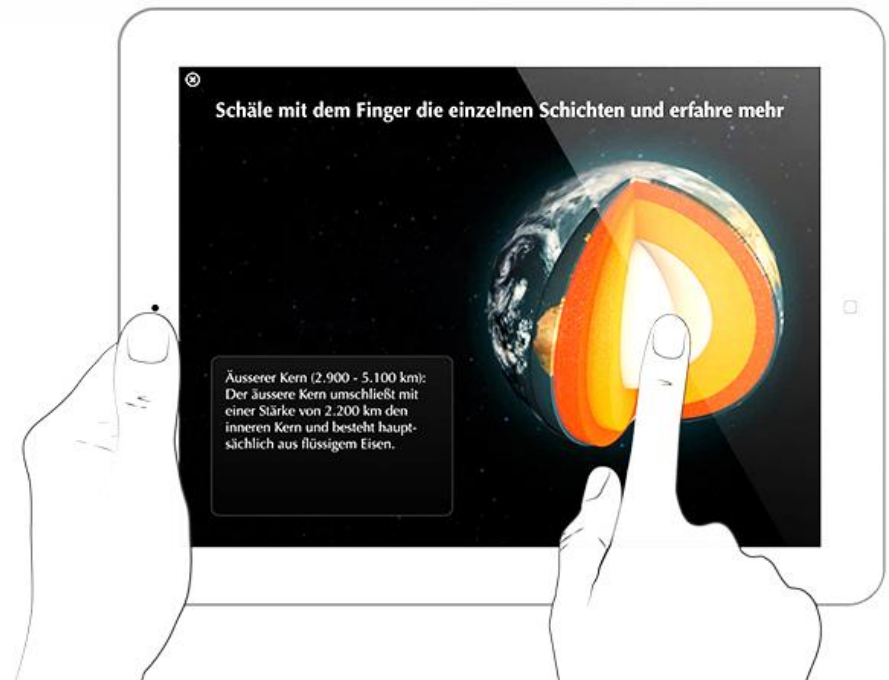 Schäle mit dem Finger die einzelnen Schichten und erfahre mehr
Äusserer Kern (2.900 - 5.100 km):
Der äussere Kern umschließt mit
einer Stärke von 2.200 km den
inneren Kern und besteht haupt-
sächlich aus flüssigem Eisen.